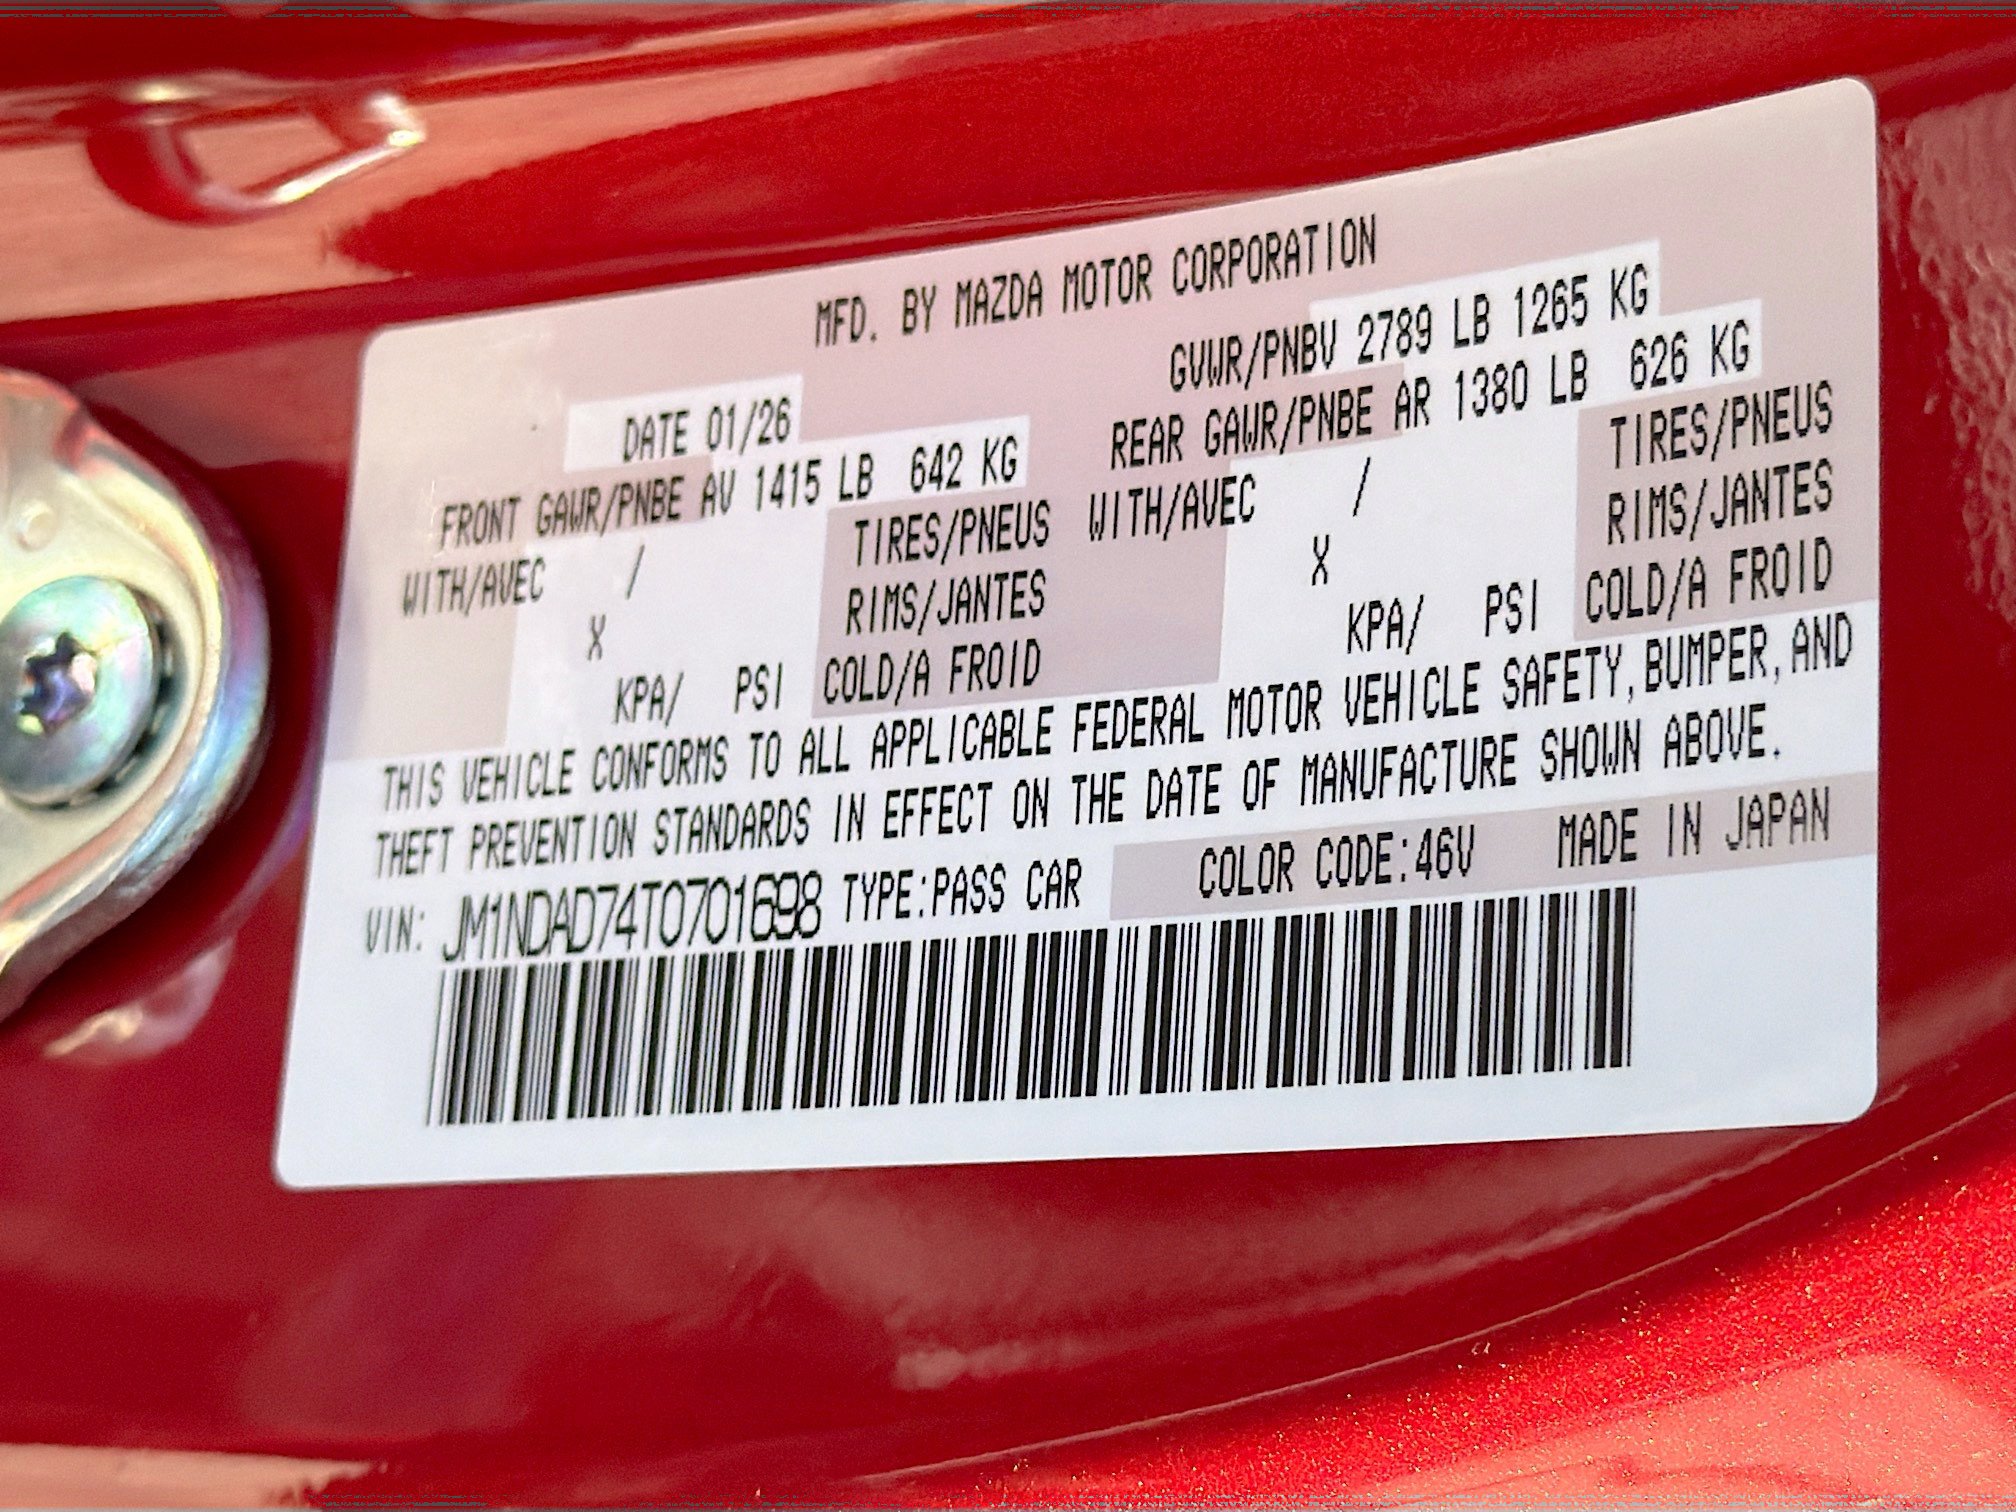 MFD. BY MAZDA MOTOR CORPORATION
DATE 01/26 GVWR/PNBV 2789 LB 1265 KG
FRONT GAWR/PNBE AV 1415 LB 642 KG REAR GAWR/PNBE AR 1380 LB 626 KG
WITH/AVEC / TIRES/PNEUS WITH/AVEC / TIRES/PNEUS
X RIMS/JANTES X RIMS/JANTES
KPA/ PSI COLD/A FROID KPA/ PSI COLD/A FROID
THIS VEHICLE CONFORMS TO ALL APPLICABLE FEDERAL MOTOR VEHICLE SAFETY, BUMPER, AND
THEFT PREVENTION STANDARDS IN EFFECT ON THE DATE OF MANUFACTURE SHOWN ABOVE.
VIN: JM1NDAD74T0701698 TYPE:PASS CAR COLOR CODE:46V MADE IN JAPAN